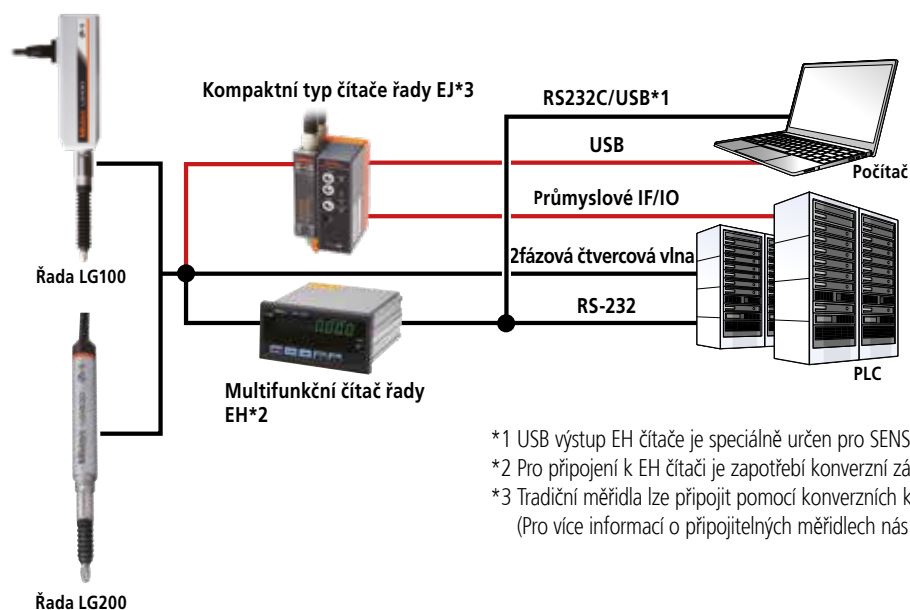 Kompaktní typ čítače řady EJ*3
RS232C/USB*1
USB
Počítač
Průmyslové IF/IO
2fázová čtvercová vlna
RS-232
PLC
Řada LG100
Multifunkční čítač řady
EH*2
Řada LG200
*1 USB výstup EH čítače je speciálně určen pro SENS
*2 Pro připojení k EH čítači je zapotřebí konverzní zá
*3 Tradiční měřidla lze připojit pomocí konverzních k
(Pro více informací o připojitelných měřidlech nás